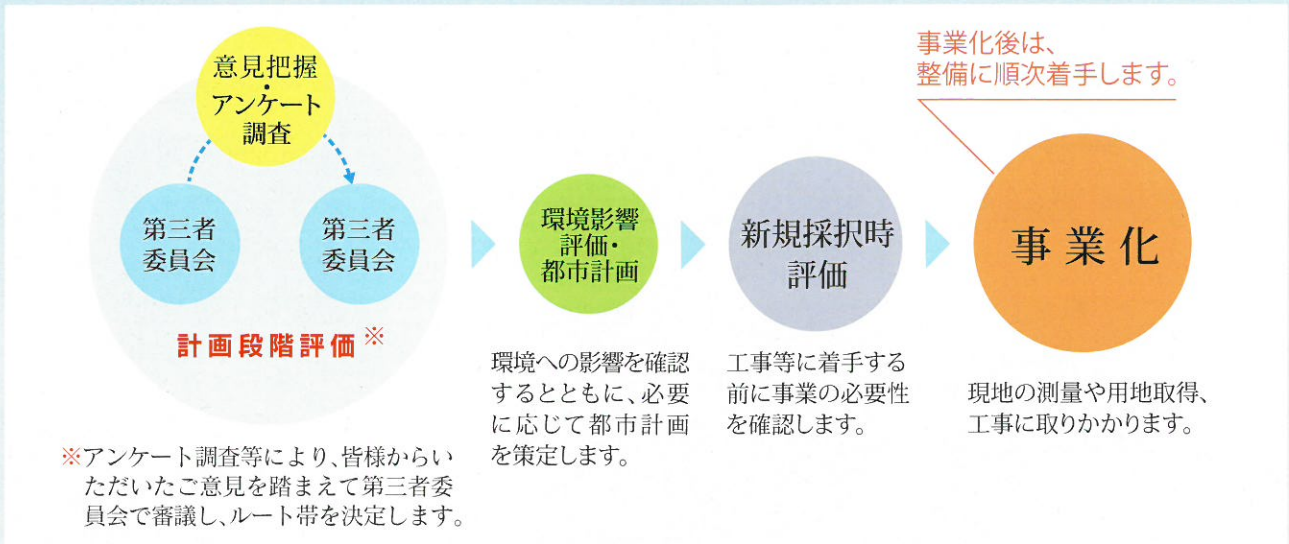 意見把握
・
アンケート
調査
第三者
委員会
第三者
委員会
計画段階評価※
※アンケート調査等により、皆様からい
ただいたご意見を踏まえて第三者委
員会で審議し、ルート帯を決定します。
環境影響
評価・
都市計画
環境への影響を確認
するとともに、必要
に応じて都市計画
を策定します。
新規採択時
評価
工事等に着手する
前に事業の必要性
を確認します。
事業化後は、
整備に順次着手します。
事業化
現地の測量や用地取得、
工事に取りかかります。